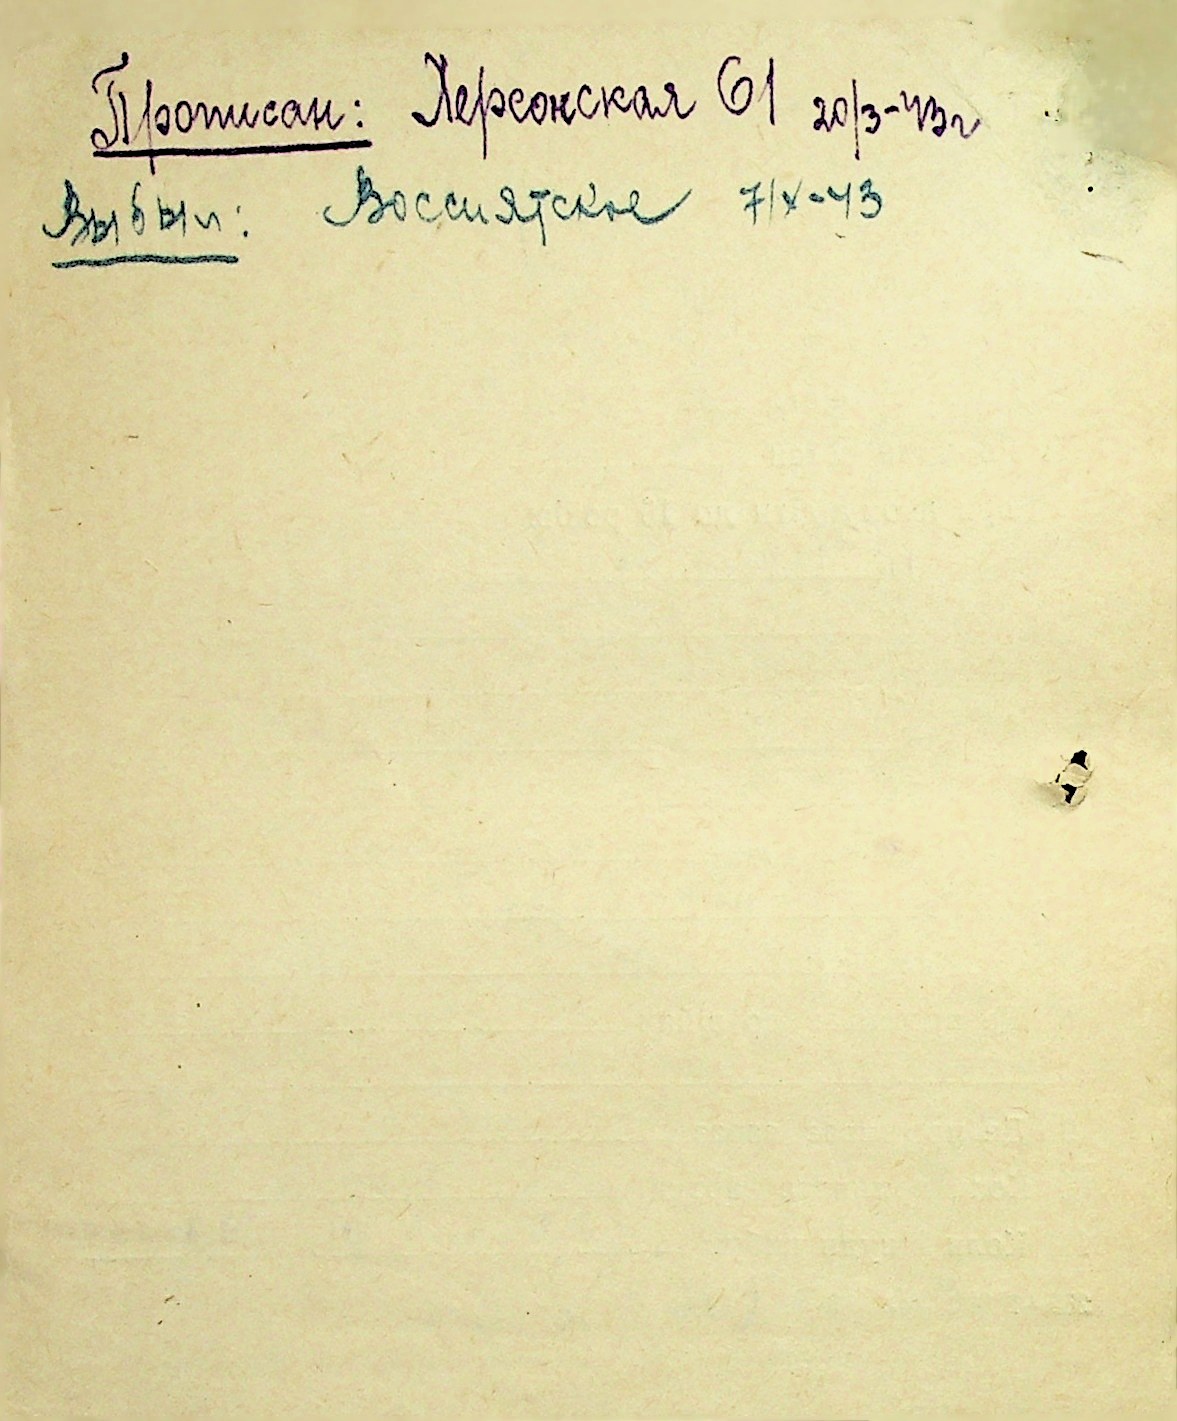 Прописан: Херсонская 61 20/3-43г
Выбыл: Воссиятское 7/X-43